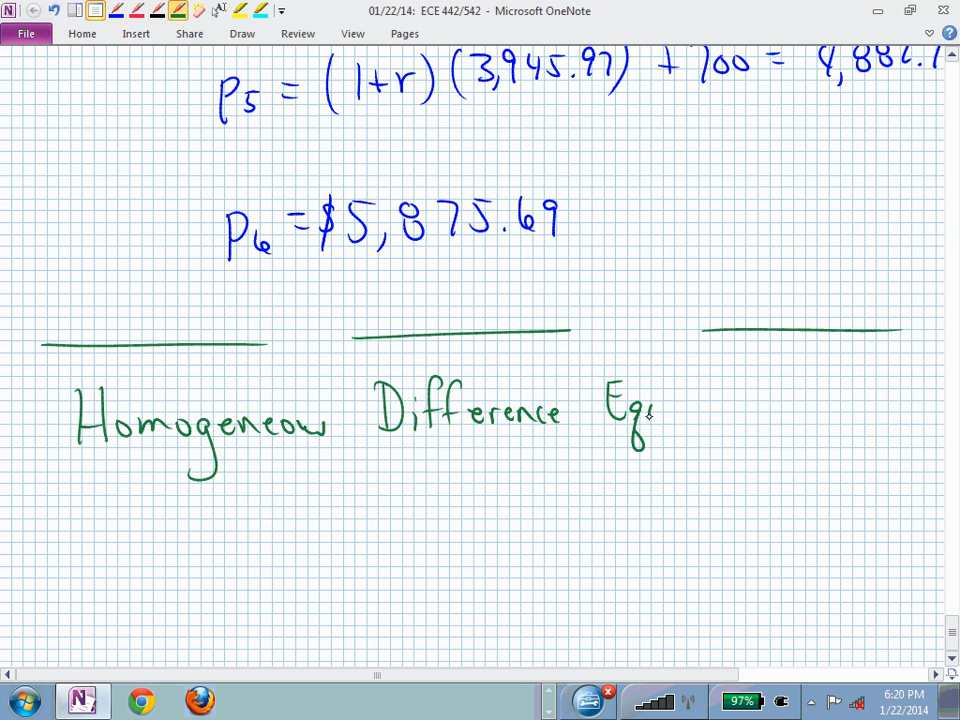 01/22/14: ECE 442/542 - Microsoft OneNote
File Home Insert Share Draw Review View Pages
p5 = (1+r)(3,945.97) + 700 =
p6 = $5,875.69
Homogeneous Difference Eq
97% 6:20 PM
1/22/2014